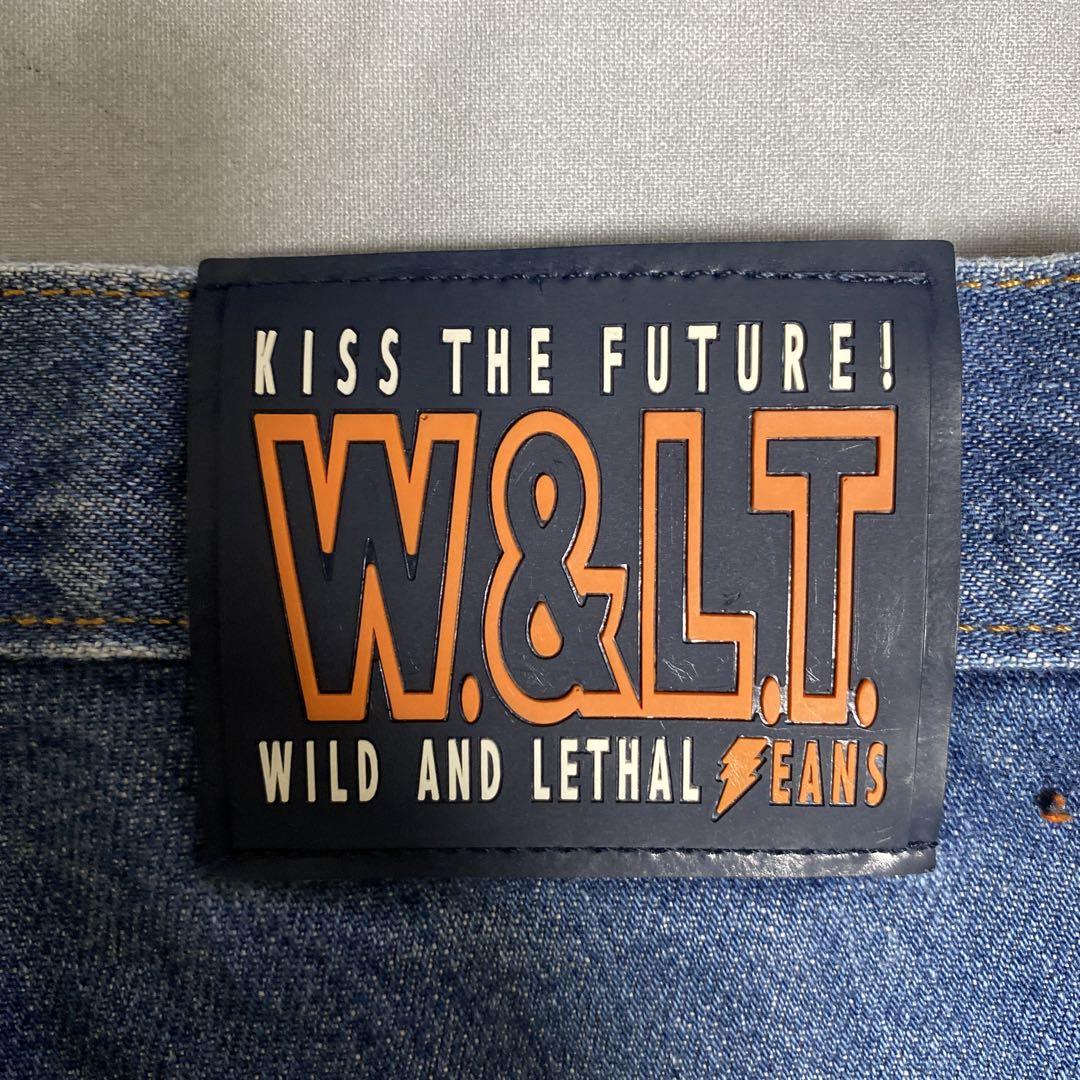 KISS THE FUTURE!
W.&L.T.
WILD AND LETHAL JEANS